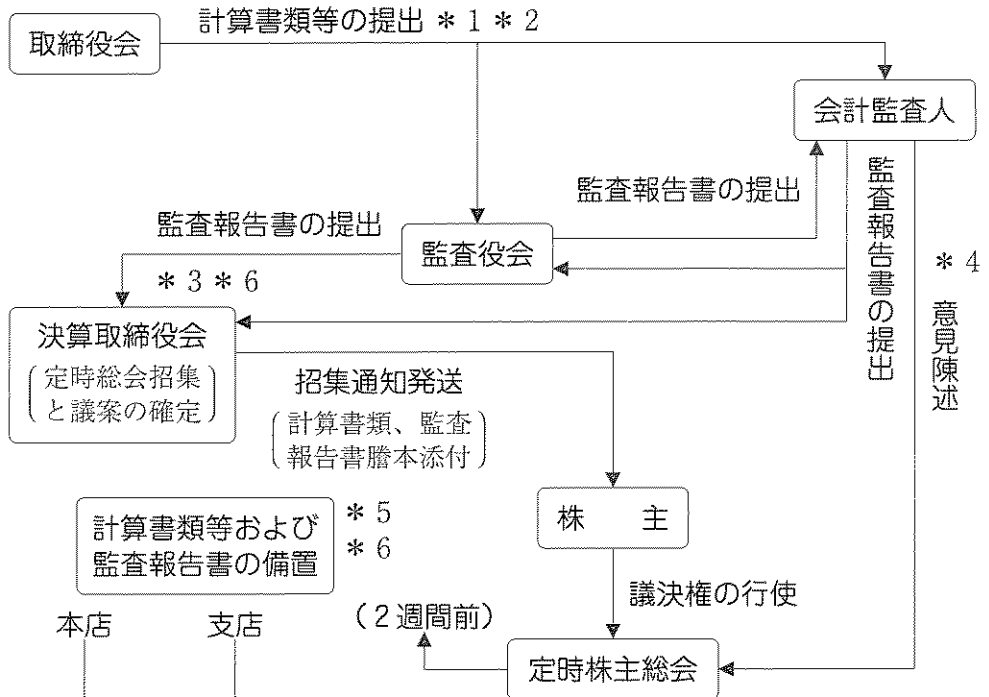 計算書類等の提出 ＊1 ＊2
取締役会
会計監査人
監査報告書の提出
監査報告書の提出
監査役会
監査報告書の提出
＊4
意見陳述
＊3 ＊6
決算取締役会
（定時総会招集
と議案の確定）
招集通知発送
（計算書類、監査
報告書謄本添付）
計算書類等および
監査報告書の備置
＊5
＊6
株　主
議決権の行使
本店
支店
（2週間前）
定時株主総会